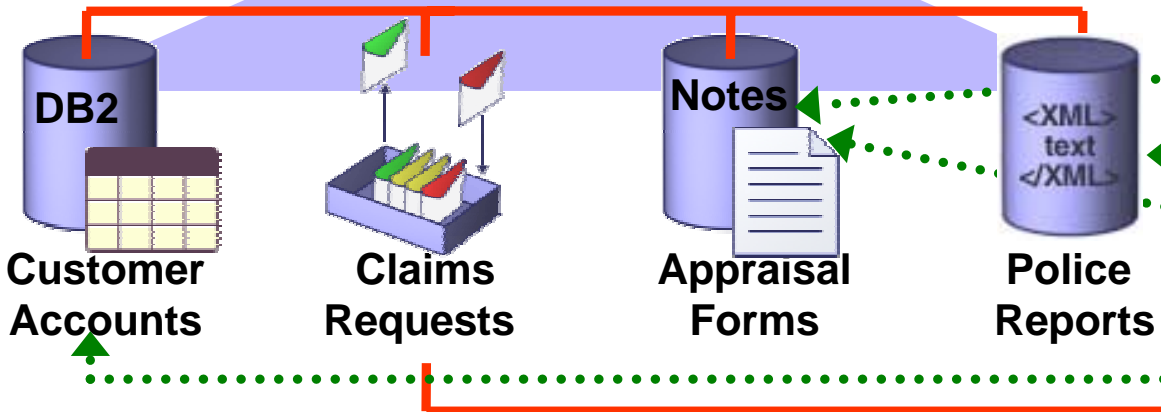 DB2
Notes
<XML>
text
</XML>
Customer
Accounts
Claims
Requests
Appraisal
Forms
Police
Reports